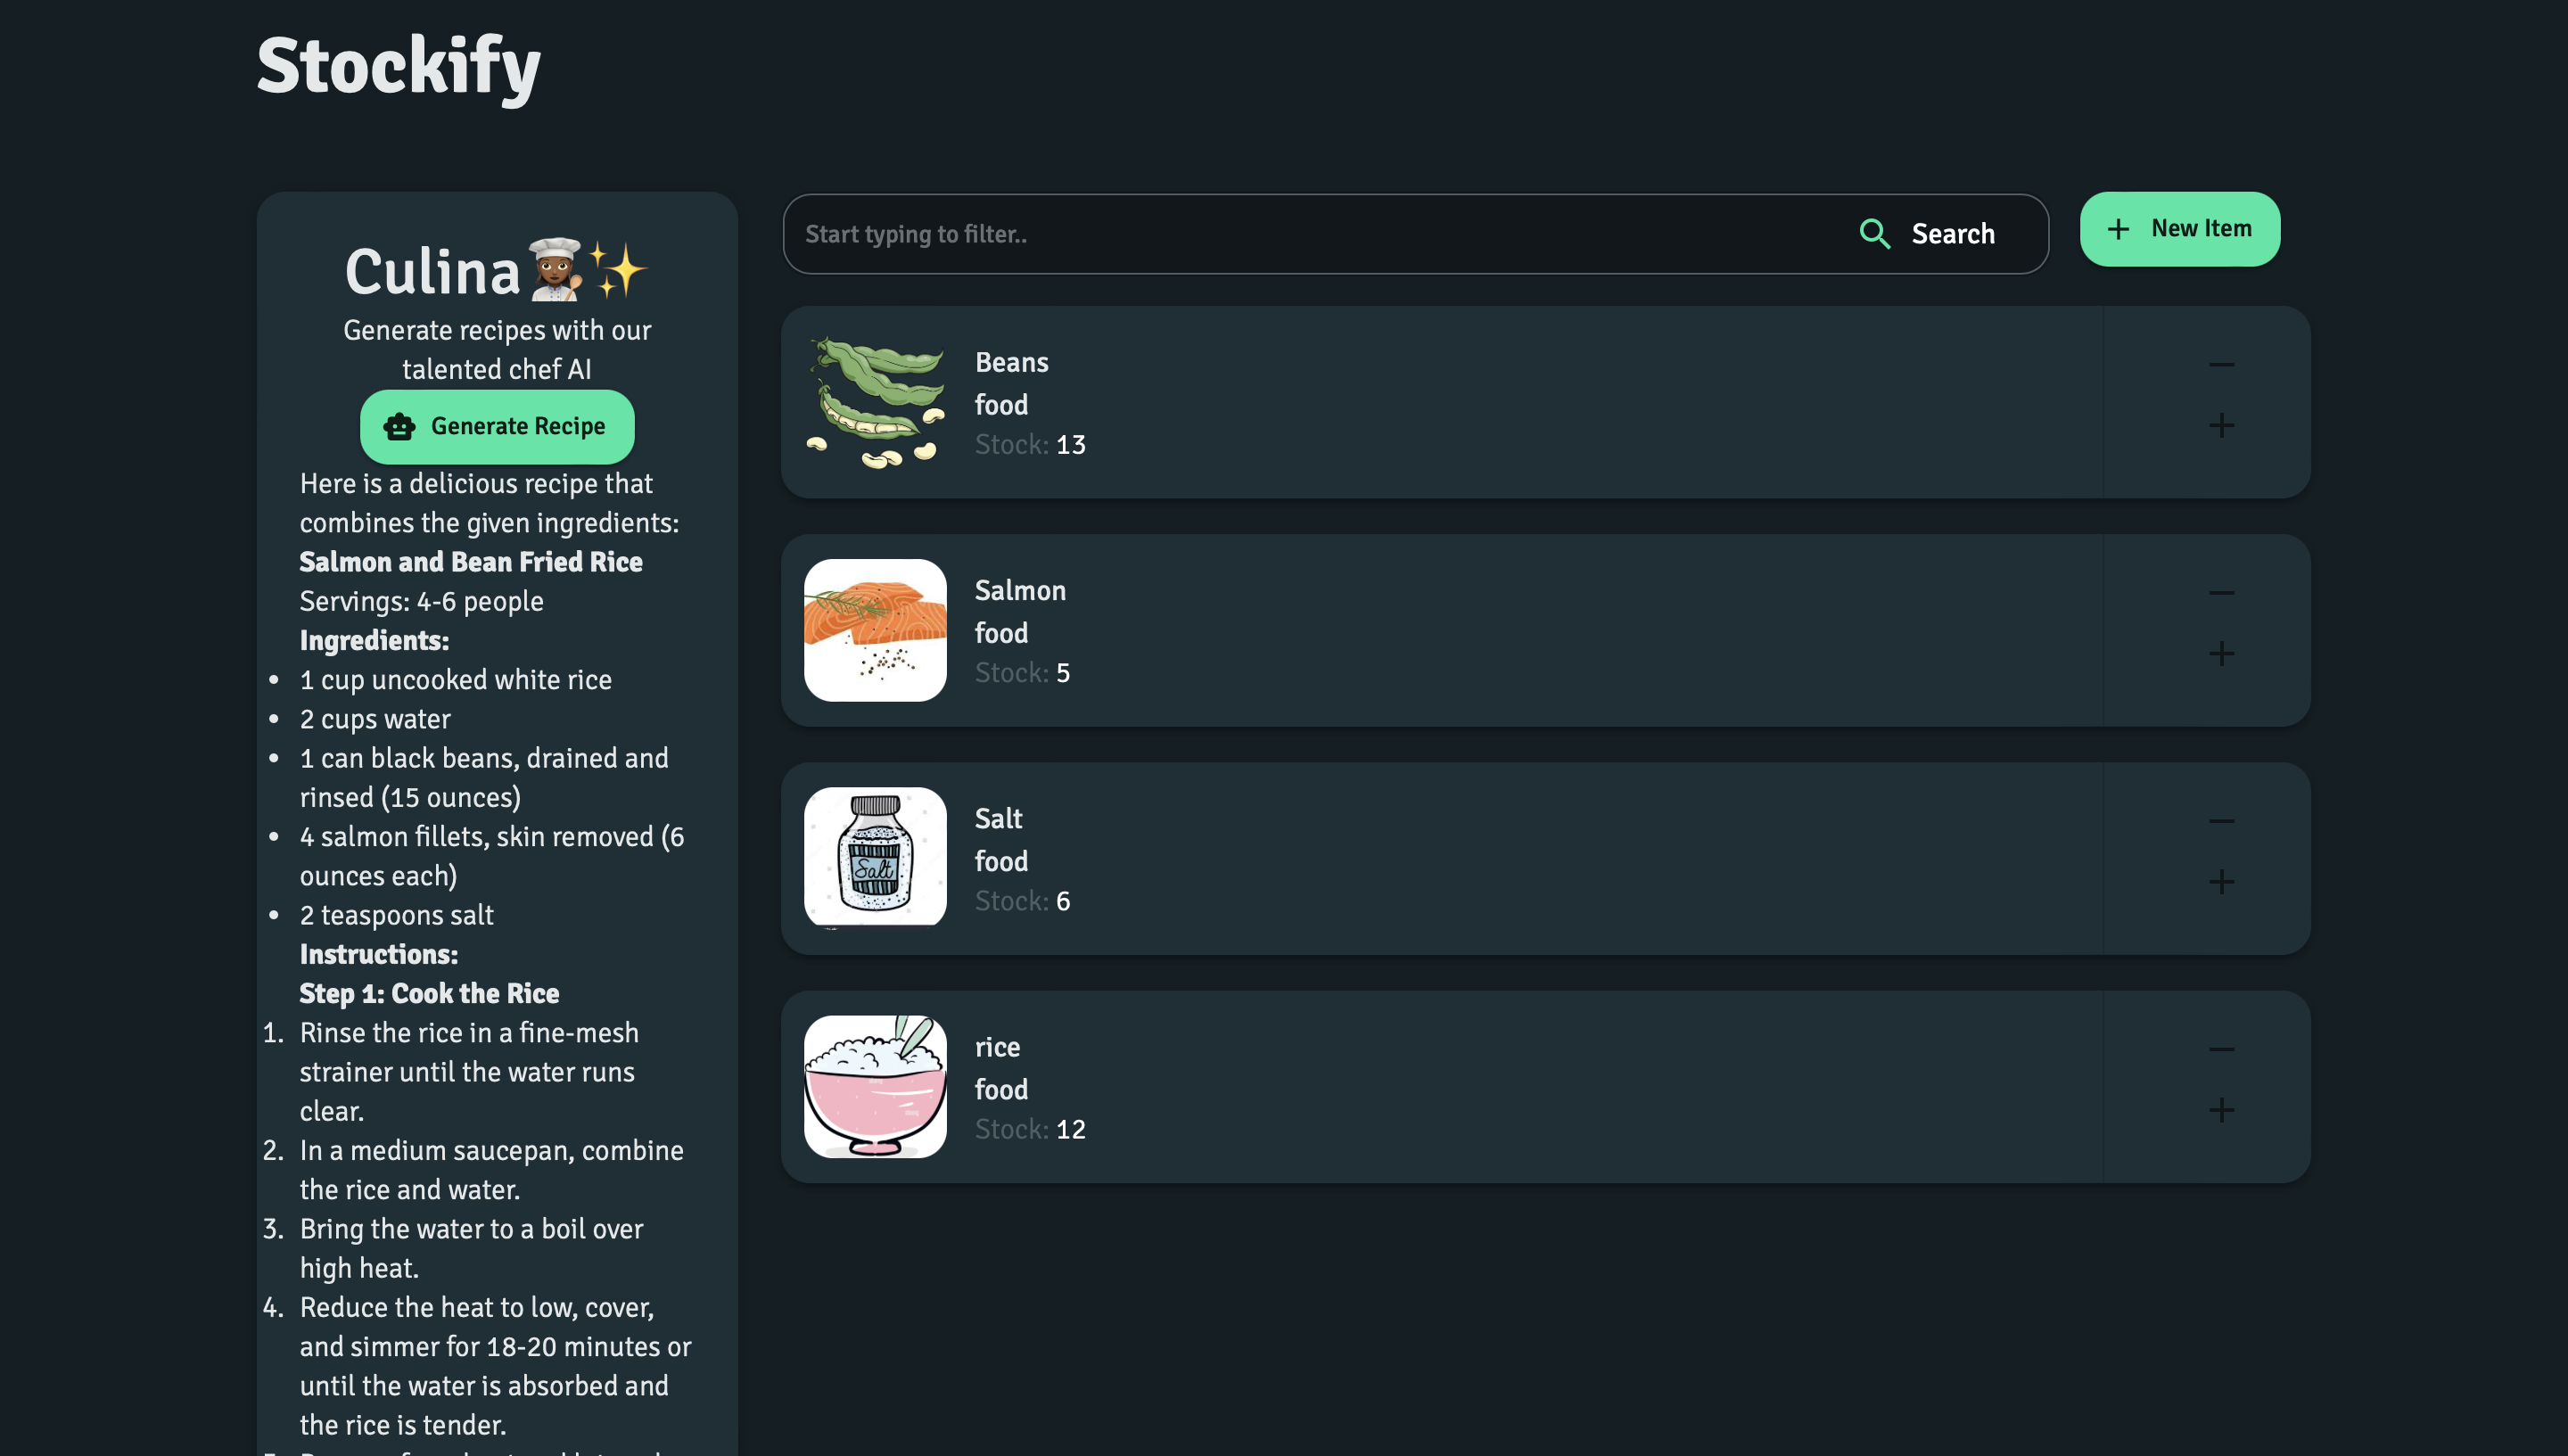 Stockify
Culina
Generate recipes with our
talented chef AI
Generate Recipe
Here is a delicious recipe that
combines the given ingredients:
Salmon and Bean Fried Rice
Servings: 4-6 people
Ingredients:
• 1 cup uncooked white rice
• 2 cups water
• 1 can black beans, drained and
rinsed (15 ounces)
• 4 salmon fillets, skin removed (6
ounces each)
• 2 teaspoons salt
Instructions:
Step 1: Cook the Rice
1. Rinse the rice in a fine-mesh
strainer until the water runs
clear.
2. In a medium saucepan, combine
the rice and water.
3. Bring the water to a boil over
high heat.
4. Reduce the heat to low, cover,
and simmer for 18-20 minutes or
until the water is absorbed and
the rice is tender.
Start typing to filter..
Search
+ New Item
Beans
food
Stock: 13
Salmon
food
Stock: 5
Salt
Salt
food
Stock: 6
rice
food
Stock: 12